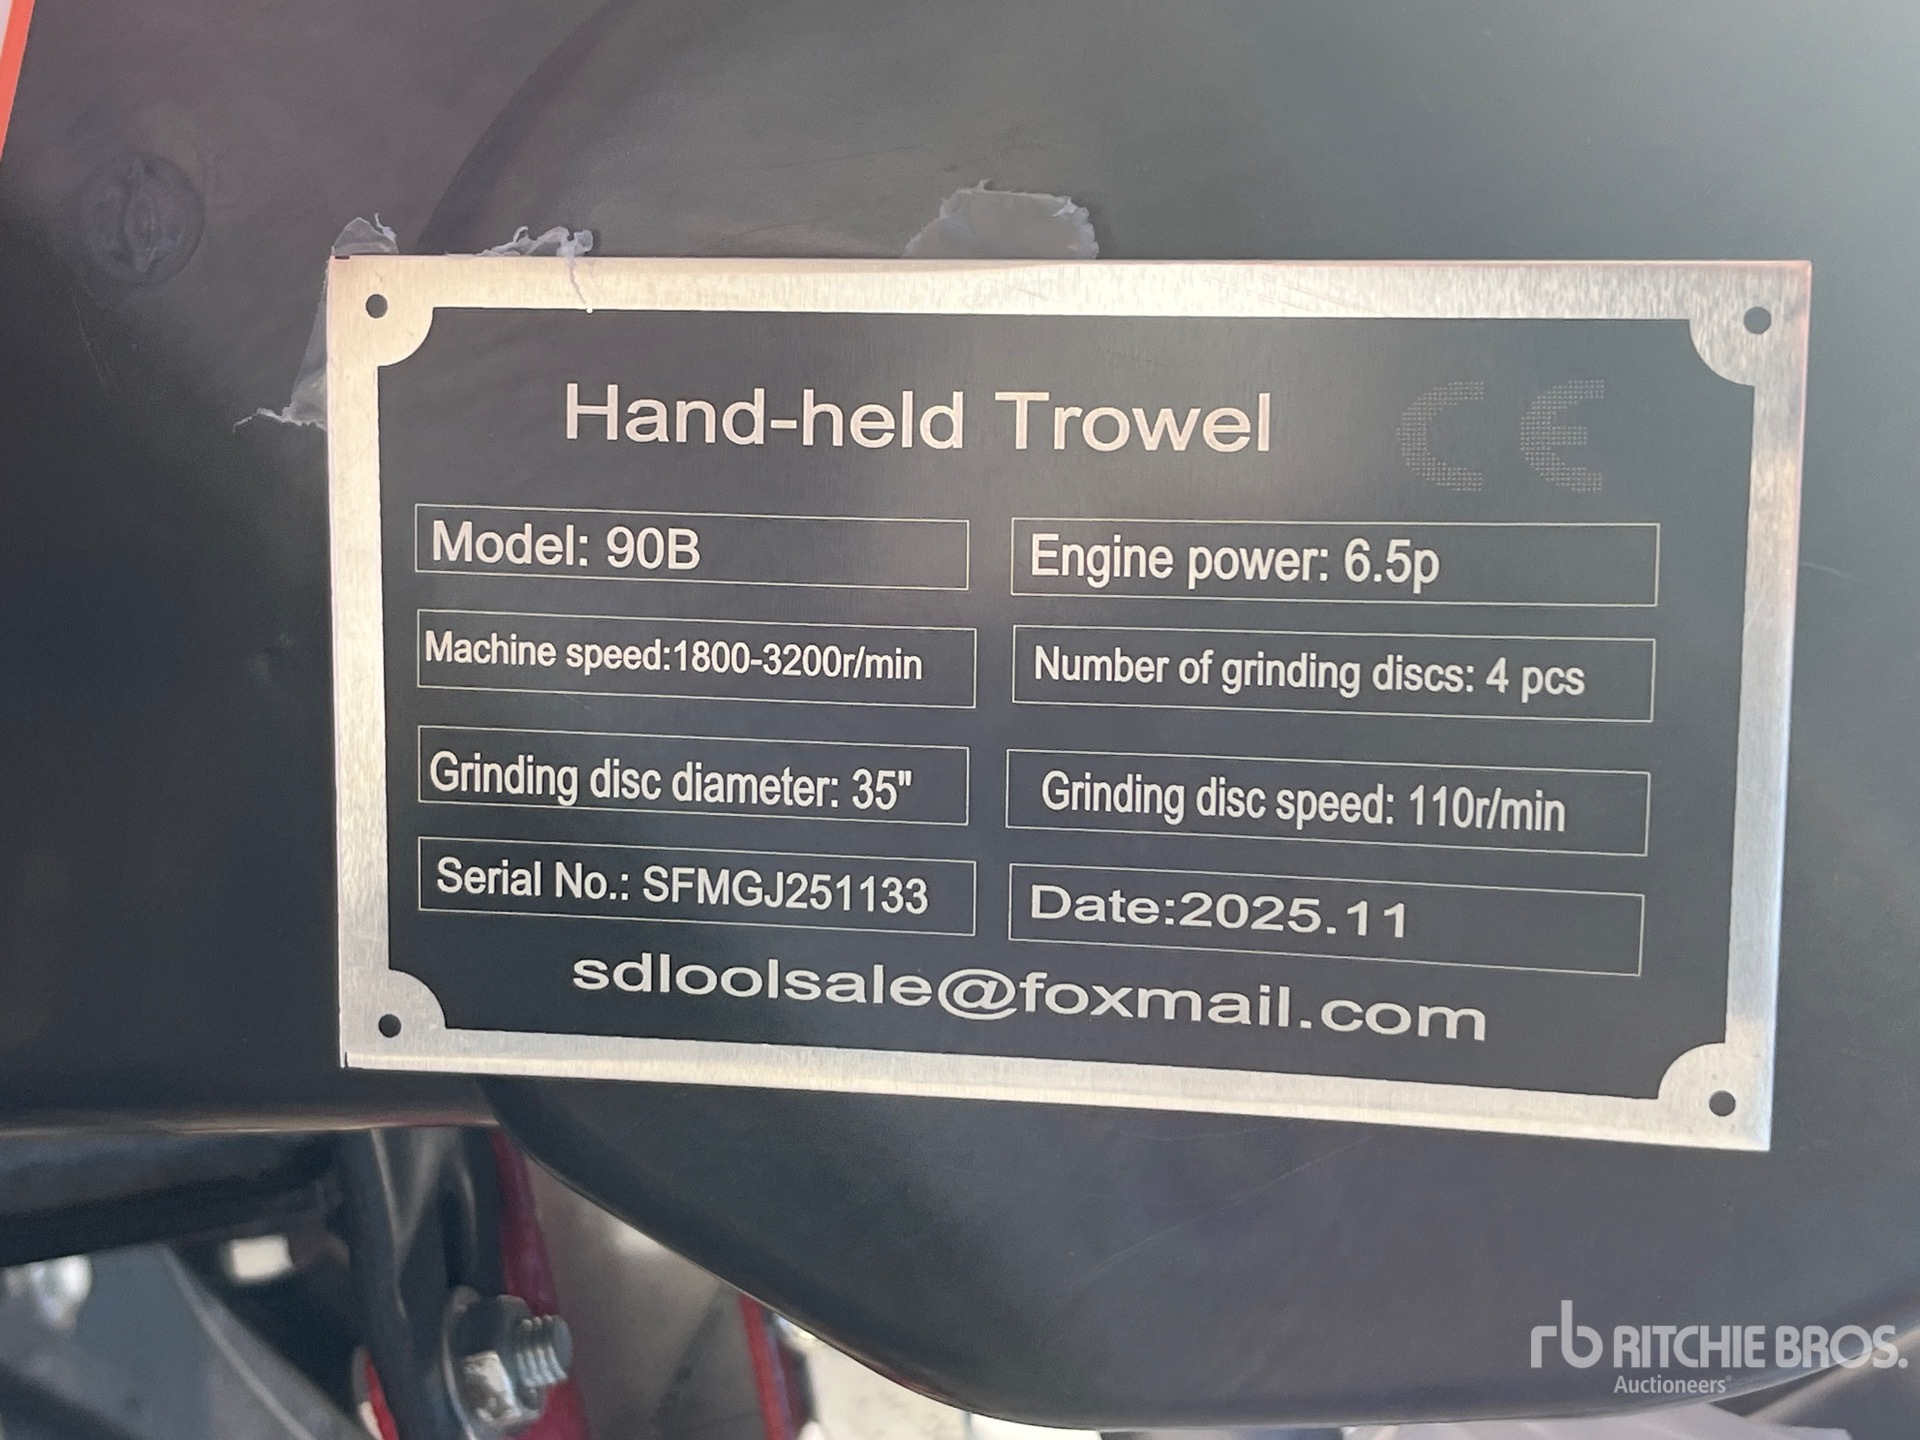 Hand-held Trowel CE
Model: 90B
Engine power: 6.5p
Machine speed:1800-3200r/min
Number of grinding discs: 4 pcs
Grinding disc diameter: 35"
Grinding disc speed: 110r/min
Serial No.: SFMGJ251133
Date:2025.11
sdloolsale@foxmail.com
rb RITCHIE BROS.
Auctioneers